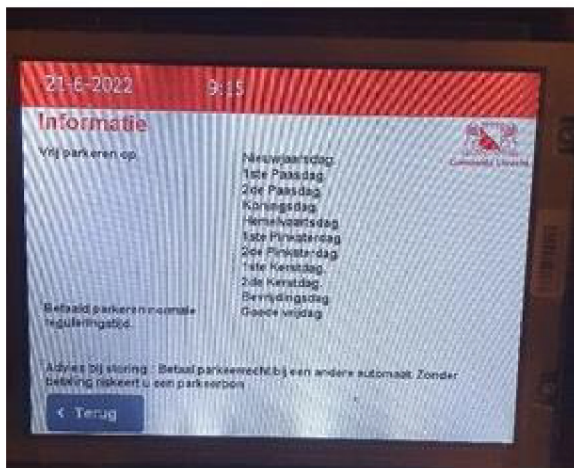 21-6-2022 9:15
Informatie
Gemeente Utrecht
Vrij parkeren op Nieuwjaarsdag
1ste Paasdag
2de Paasdag
Koningsdag
Hemelvaartsdag
1ste Pinksterdag
2de Pinksterdag
1ste Kerstdag
2de Kerstdag
Bevrijdingsdag
Betaald parkeren normale Goede vrijdag
reguleringstijd.
Advies bij storing : Betaal parkeerrecht bij een andere automaat. Zonder
betaling riskeert u een parkeerbon
< Terug